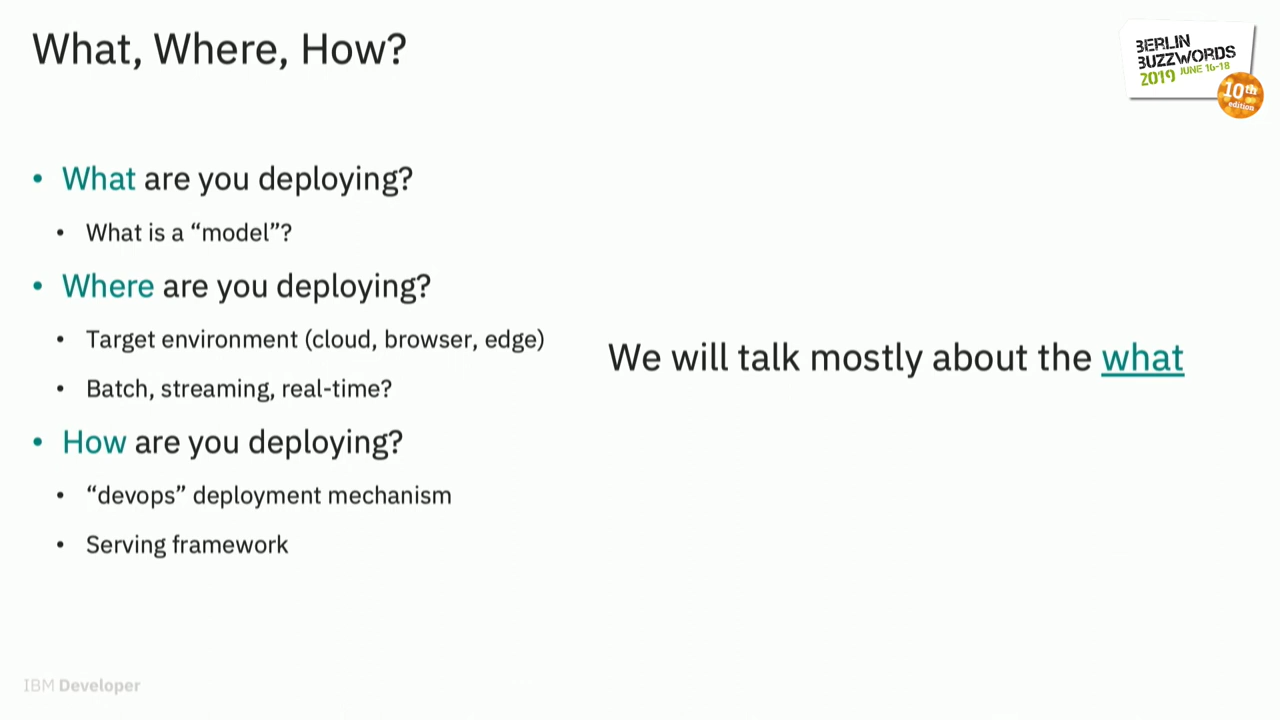 What, Where, How?
BERLIN
BUZZWORDS
2019 JUNE 16-18
10th
edition
• What are you deploying?
• What is a “model”?
• Where are you deploying?
• Target environment (cloud, browser, edge)
• Batch, streaming, real-time?
• How are you deploying?
• “devops” deployment mechanism
• Serving framework
We will talk mostly about the what
IBM Developer